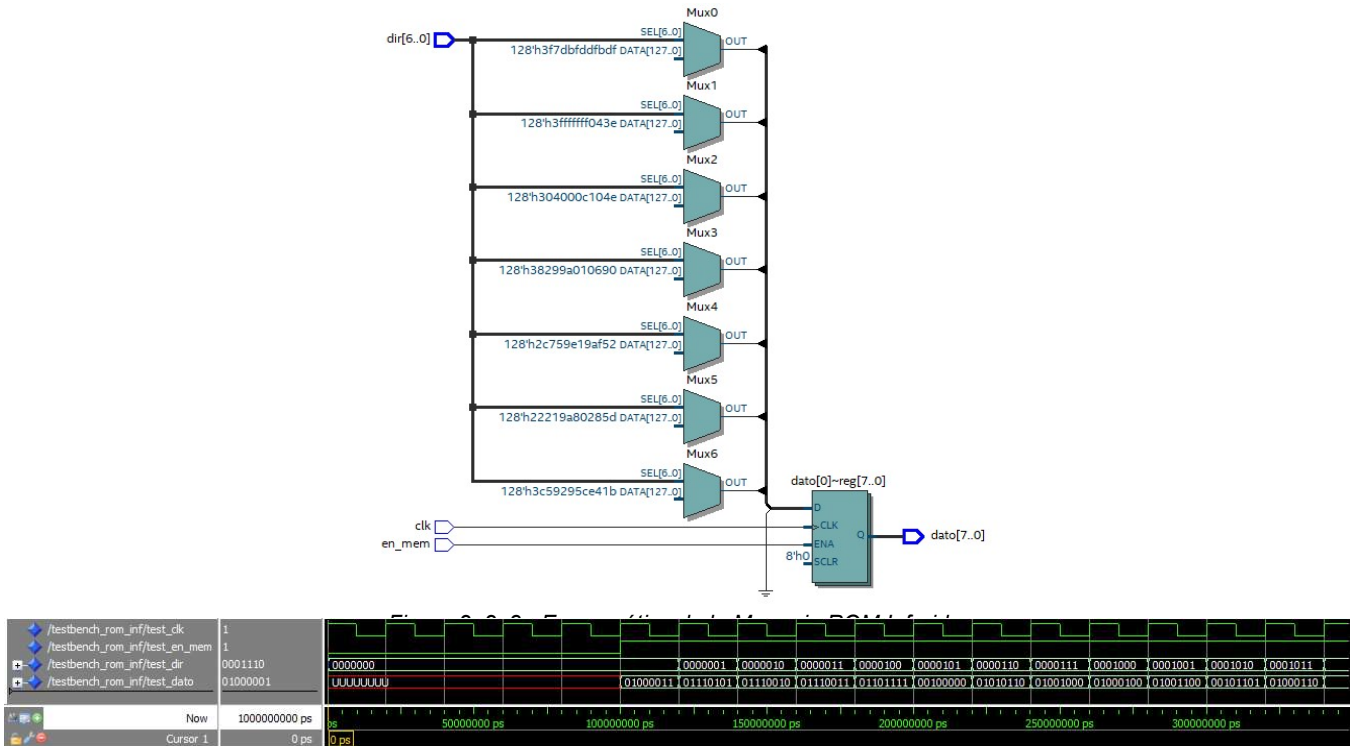 Mux0
dir[6..0]
SEL[6..0]
128'h3f7dbfddfbdf DATA[127..0]
OUT
Mux1
SEL[6..0]
128'h3fffffff043e DATA[127..0]
OUT
Mux2
SEL[6..0]
128'h304000c104e DATA[127..0]
OUT
Mux3
SEL[6..0]
128'h38299a010690 DATA[127..0]
OUT
Mux4
SEL[6..0]
128'h2c759e19af52 DATA[127..0]
OUT
Mux5
SEL[6..0]
128'h22219a80285d DATA[127..0]
OUT
Mux6
SEL[6..0]
128'h3c59295ce41b DATA[127..0]
OUT
dato[0]~reg[7..0]
D
clk
CLK
en_mem
ENA
Q
dato[7..0]
8'h0
SCLR
/testbench_rom_inf/test_clk 1
/testbench_rom_inf/test_en_mem 1
/testbench_rom_inf/test_dir 0001110 0000000 0000001 0000010 0000011 0000100 0000101 0000110 0000111 0001000 0001001 0001010 0001011
/testbench_rom_inf/test_dato 01000001 UUUUUUUU 01000011 01110101 01110010 01110011 01101111 00100000 01010110 01001000 01000100 01001100 00101101 01000110
Now 1000000000 ps ps 50000000 ps 100000000 ps 150000000 ps 200000000 ps 250000000 ps 300000000 ps
Cursor 1 0 ps 0 ps